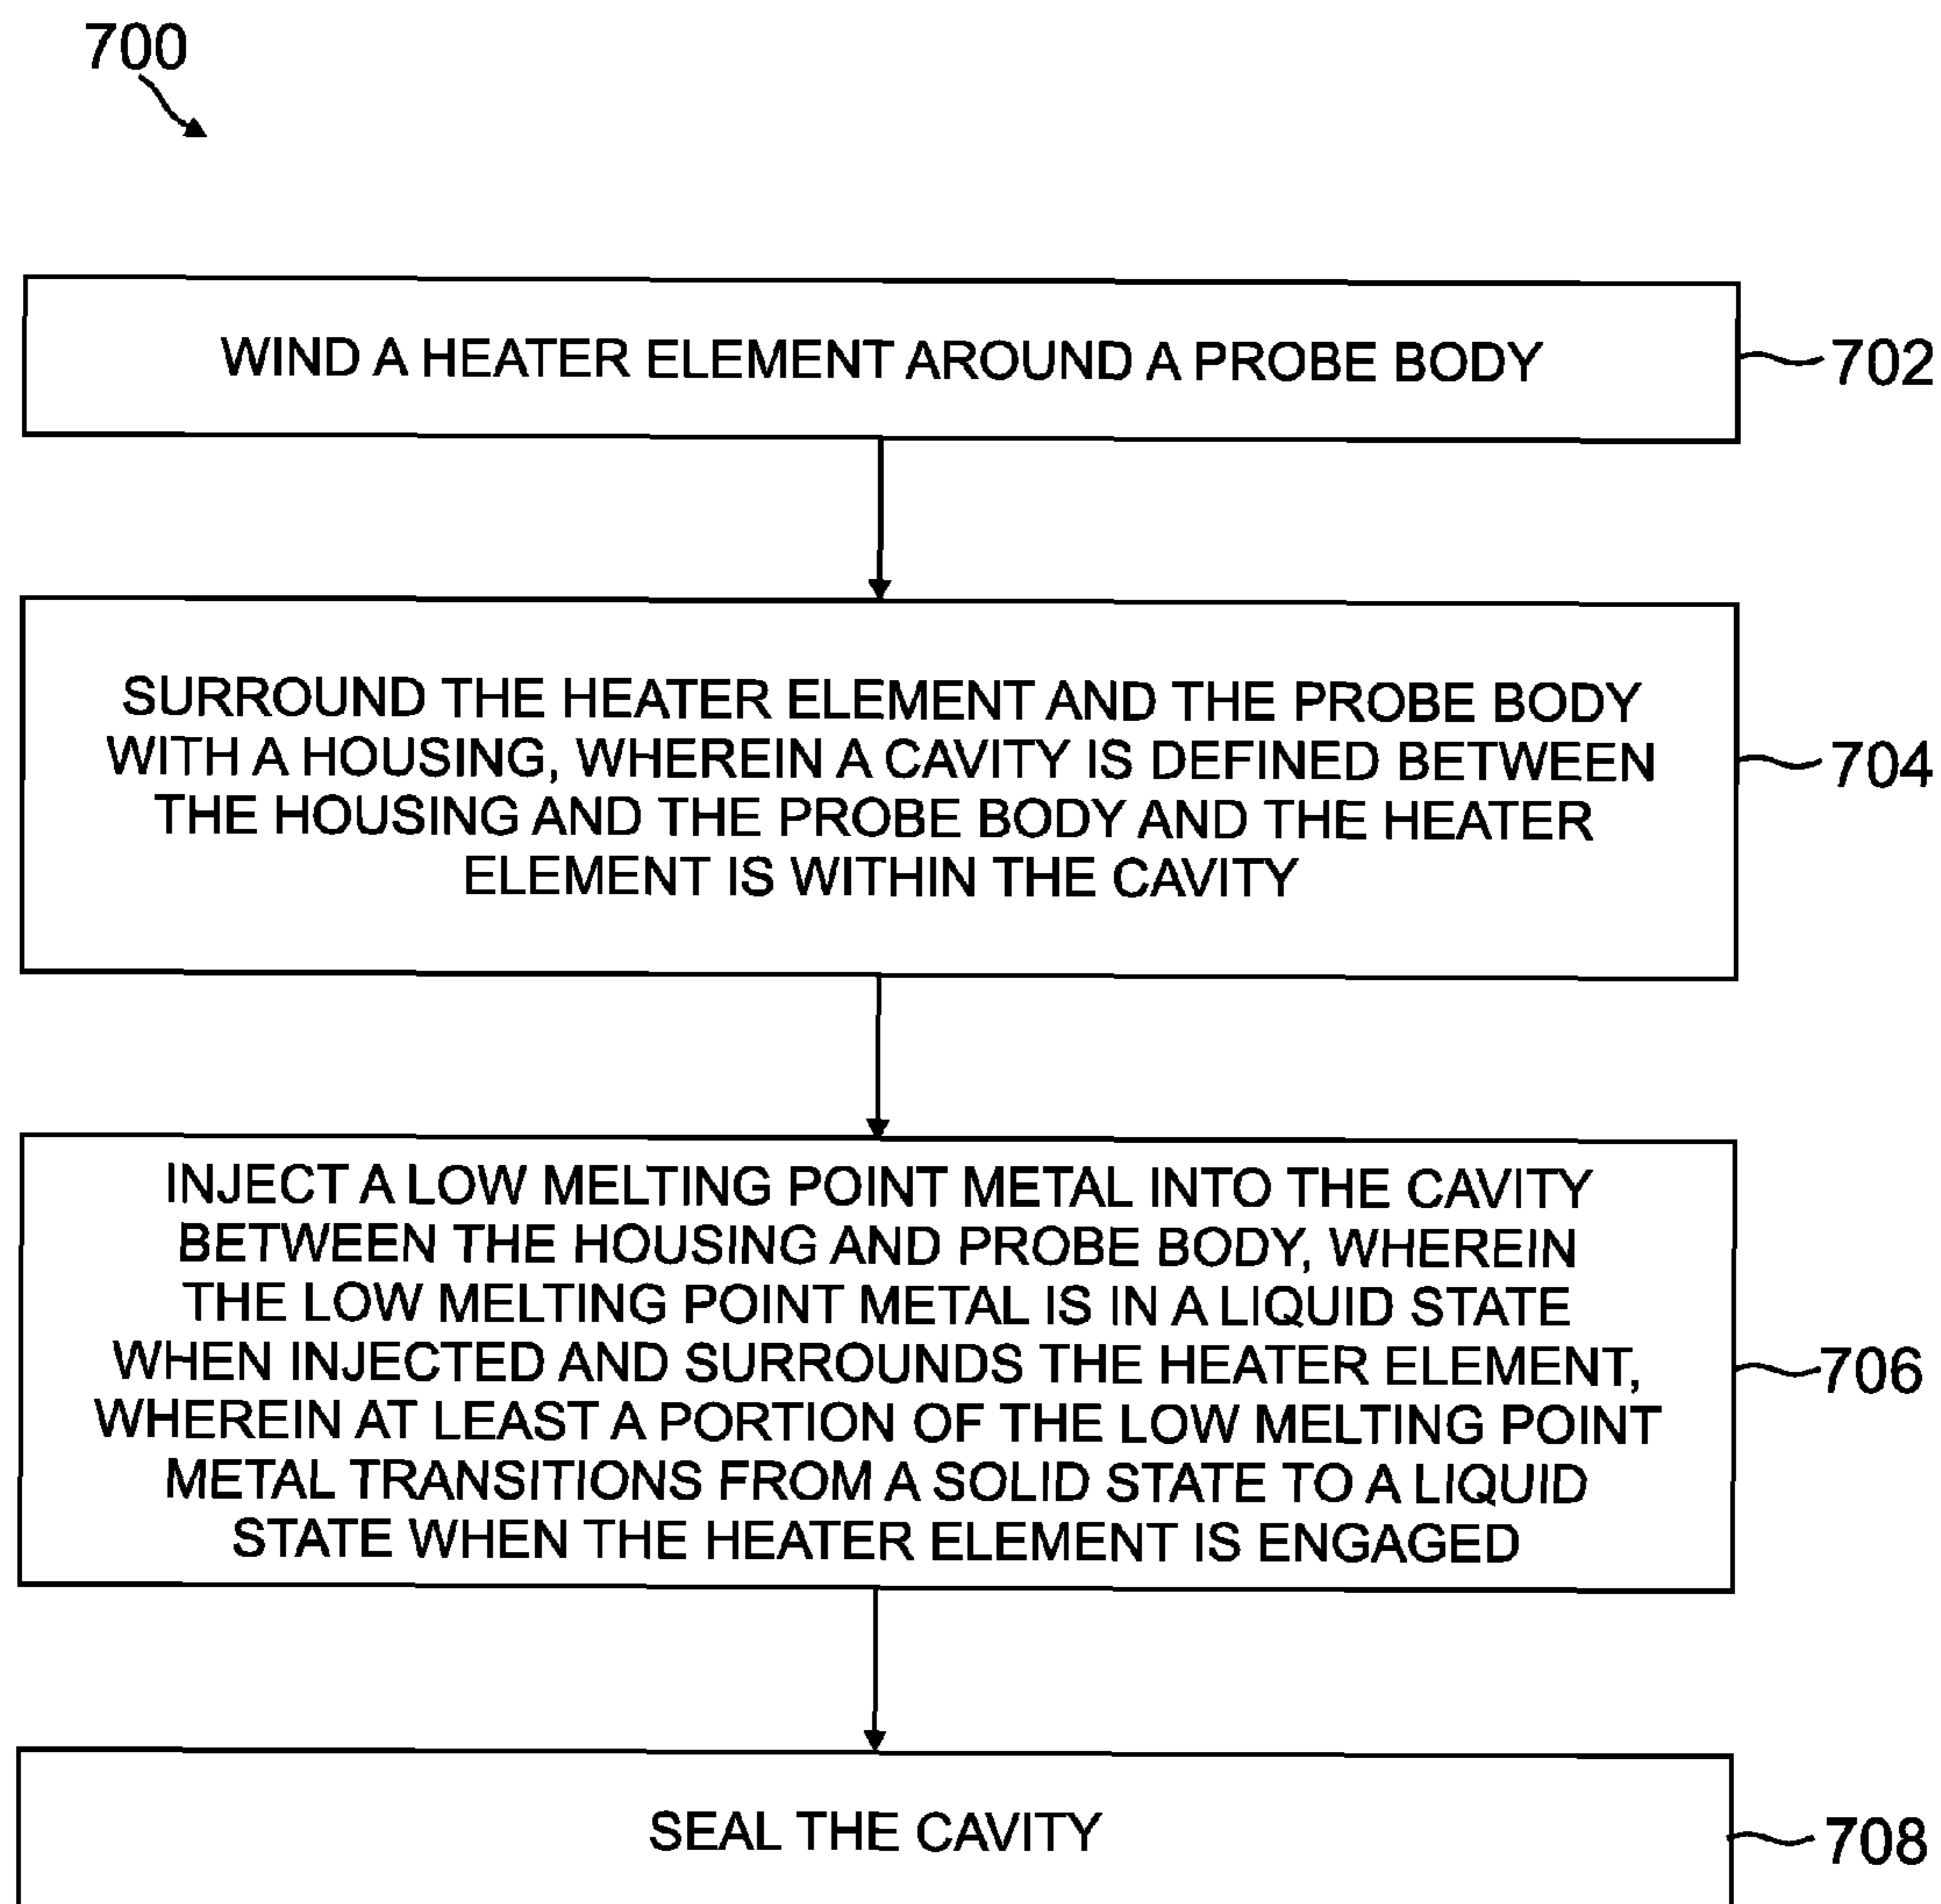 700
WIND A HEATER ELEMENT AROUND A PROBE BODY
702
SURROUND THE HEATER ELEMENT AND THE PROBE BODY
WITH A HOUSING, WHEREIN A CAVITY IS DEFINED BETWEEN
THE HOUSING AND THE PROBE BODY AND THE HEATER
ELEMENT IS WITHIN THE CAVITY
704
INJECT A LOW MELTING POINT METAL INTO THE CAVITY
BETWEEN THE HOUSING AND PROBE BODY, WHEREIN
THE LOW MELTING POINT METAL IS IN A LIQUID STATE
WHEN INJECTED AND SURROUNDS THE HEATER ELEMENT,
WHEREIN AT LEAST A PORTION OF THE LOW MELTING POINT
METAL TRANSITIONS FROM A SOLID STATE TO A LIQUID
STATE WHEN THE HEATER ELEMENT IS ENGAGED
706
SEAL THE CAVITY
708